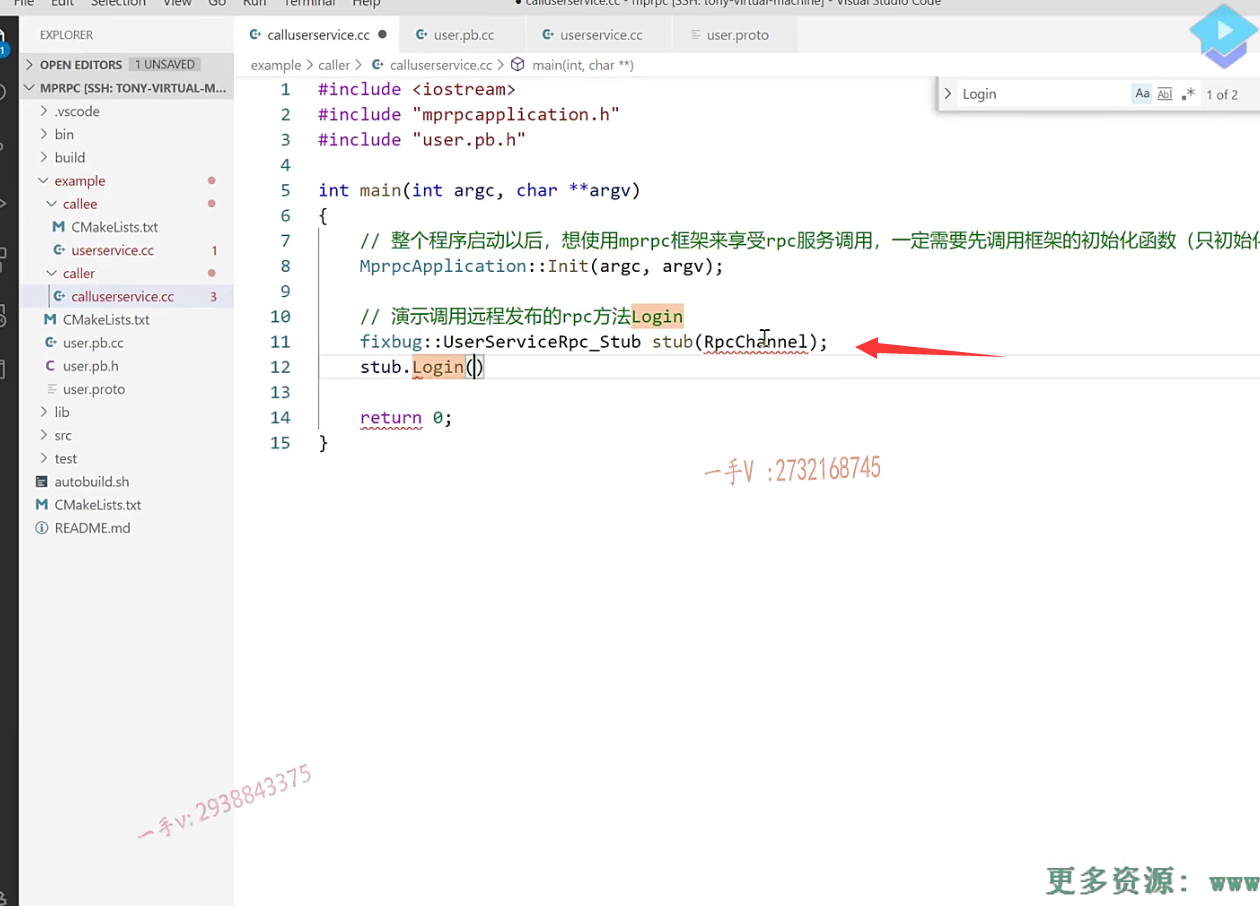 File Edit Selection View Go Run Terminal Help
● calluserservice.cc - mprpc [SSH: tony-virtual-machine] - Visual Studio Code
EXPLORER
OPEN EDITORS 1 UNSAVED
MPRPC [SSH: TONY-VIRTUAL-M...
.vscode
bin
build
example
callee
CMakeLists.txt
userservice.cc 1
caller
calluserservice.cc 3
CMakeLists.txt
user.pb.cc
user.pb.h
user.proto
lib
src
test
autobuild.sh
CMakeLists.txt
README.md
calluserservice.cc ●
user.pb.cc
userservice.cc
user.proto
example > caller > calluserservice.cc > main(int, char **)
Login Aa Abl .* 1 of 2
1 #include <iostream>
2 #include "mprpcapplication.h"
3 #include "user.pb.h"
4
5 int main(int argc, char **argv)
6 {
7 // 整个程序启动以后，想使用mprpc框架来享受rpc服务调用，一定需要先调用框架的初始化函数（只初始化
8 MprpcApplication::Init(argc, argv);
9
10 // 演示调用远程发布的rpc方法Login
11 fixbug::UserServiceRpc_Stub stub(RpcChannel);
12 stub.Login()
13
14 return 0;
15 }
一手V :2732168745
一手v:2938843375
更多资源：www